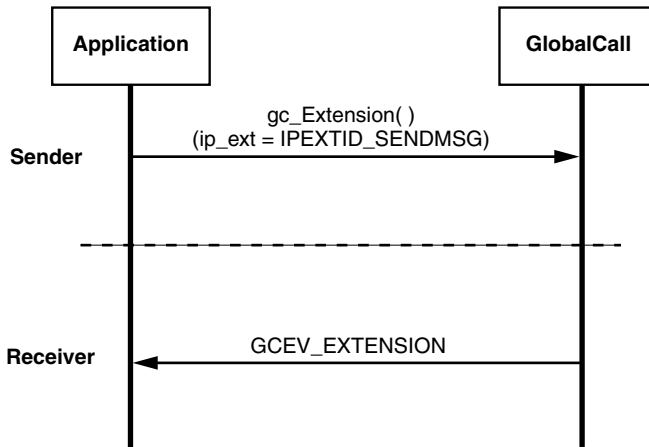 Application
GlobalCall
gc_Extension( )
(ip_ext = IPEXTID_SENDMSG)
Sender
Receiver
GCEV_EXTENSION